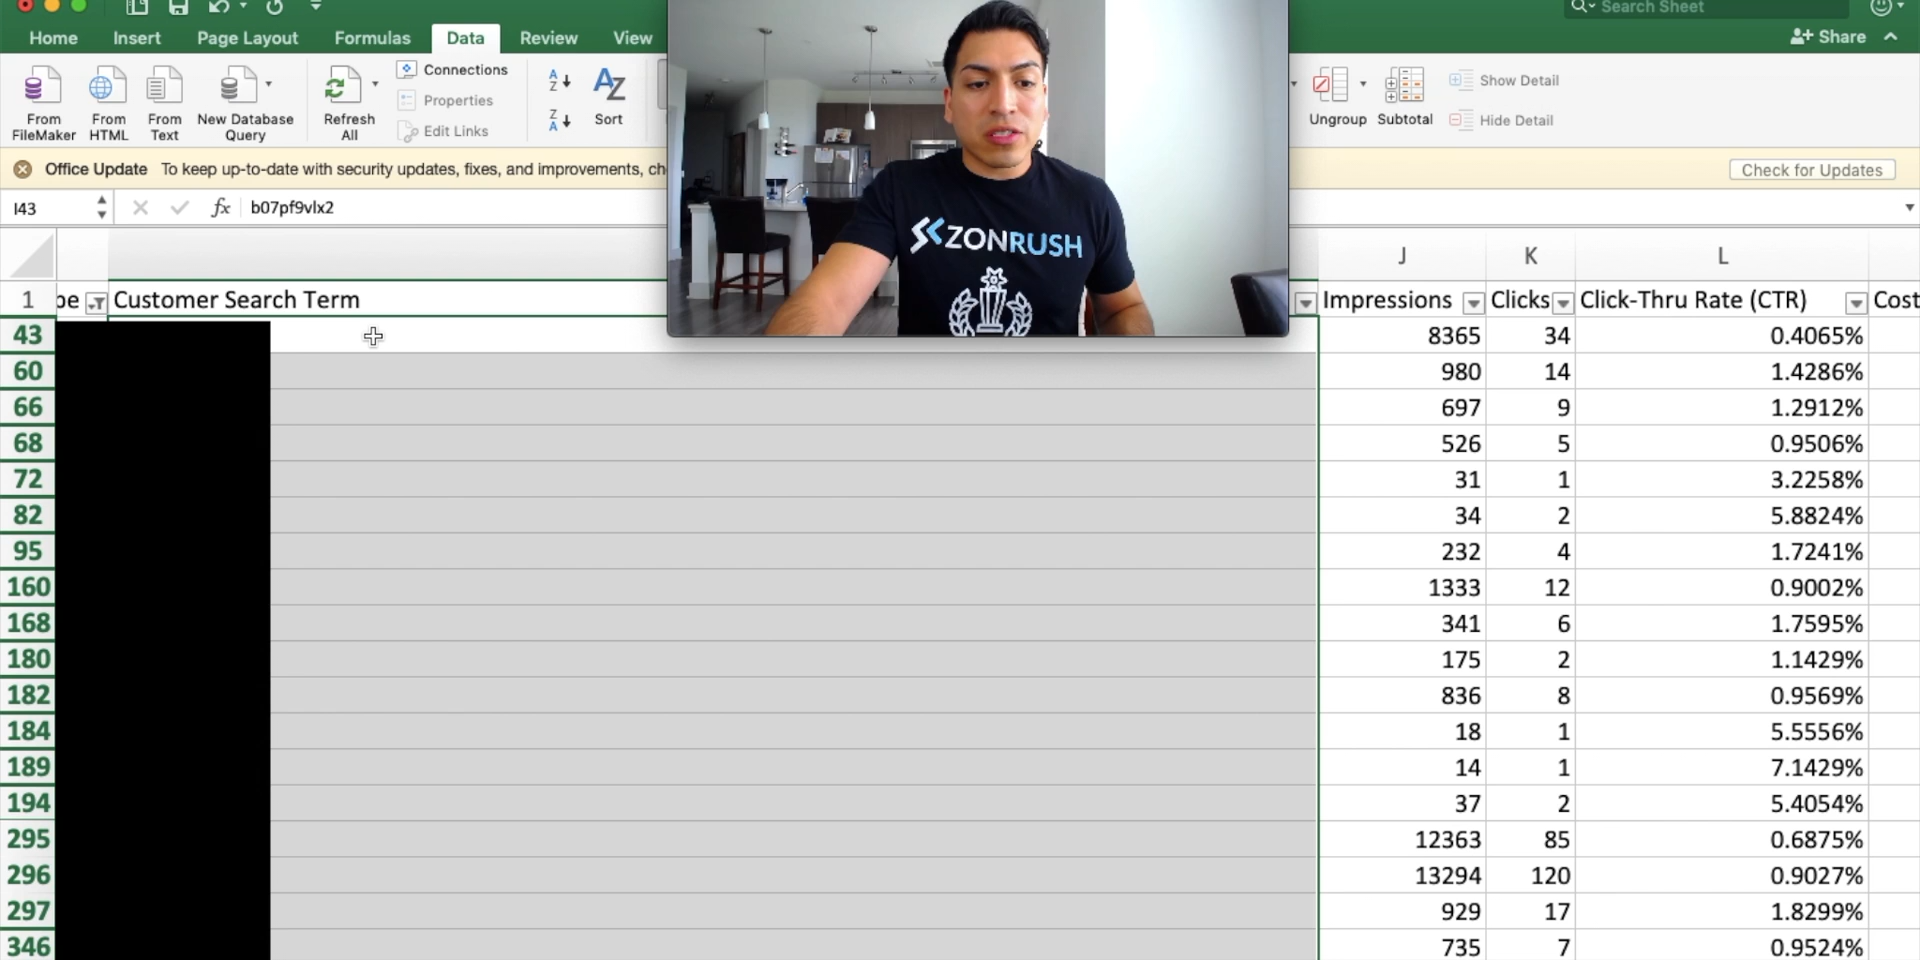 Search Sheet
Home Insert Page Layout Formulas Data Review View Share
From FileMaker
From HTML
From Text
New Database Query
Refresh All
Connections
Properties
Edit Links
A Z
Z A
AZ
Sort
Ungroup
Subtotal
Show Detail
Hide Detail
Office Update To keep up-to-date with security updates, fixes, and improvements, Check for Updates
I43 fx b07pf9vlx2
ZONRUSH
J K L
1 Customer Search Term Impressions Clicks Click-Thru Rate (CTR) Cost
43 8365 34 0.4065%
60 980 14 1.4286%
66 697 9 1.2912%
68 526 5 0.9506%
72 31 1 3.2258%
82 34 2 5.8824%
95 232 4 1.7241%
160 1333 12 0.9002%
168 341 6 1.7595%
180 175 2 1.1429%
182 836 8 0.9569%
184 18 1 5.5556%
189 14 1 7.1429%
194 37 2 5.4054%
295 12363 85 0.6875%
296 13294 120 0.9027%
297 929 17 1.8299%
346 735 7 0.9524%